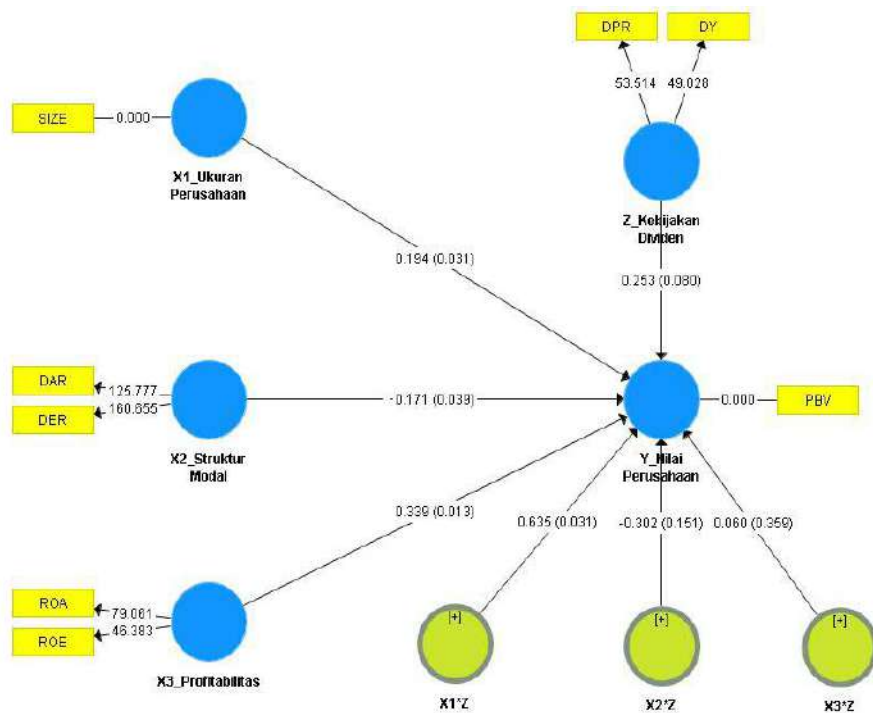 DPR
DY
53.514
49.028
SIZE
0.000
X1_Ukuran
Perusahaan
Z_Kebijakan
Dividen
0.194 (0.031)
0.253 (0.080)
DAR
125.777
DER
160.655
-0.171 (0.039)
0.000
PBV
X2_Struktur
Modal
Y_Nilai
Perusahaan
0.339 (0.013)
0.635 (0.031)
-0.302 (0.151)
0.060 (0.359)
ROA
79.061
ROE
46.383
X3_Profitabilitas
[+]
[+]
[+]
X1*Z
X2*Z
X3*Z